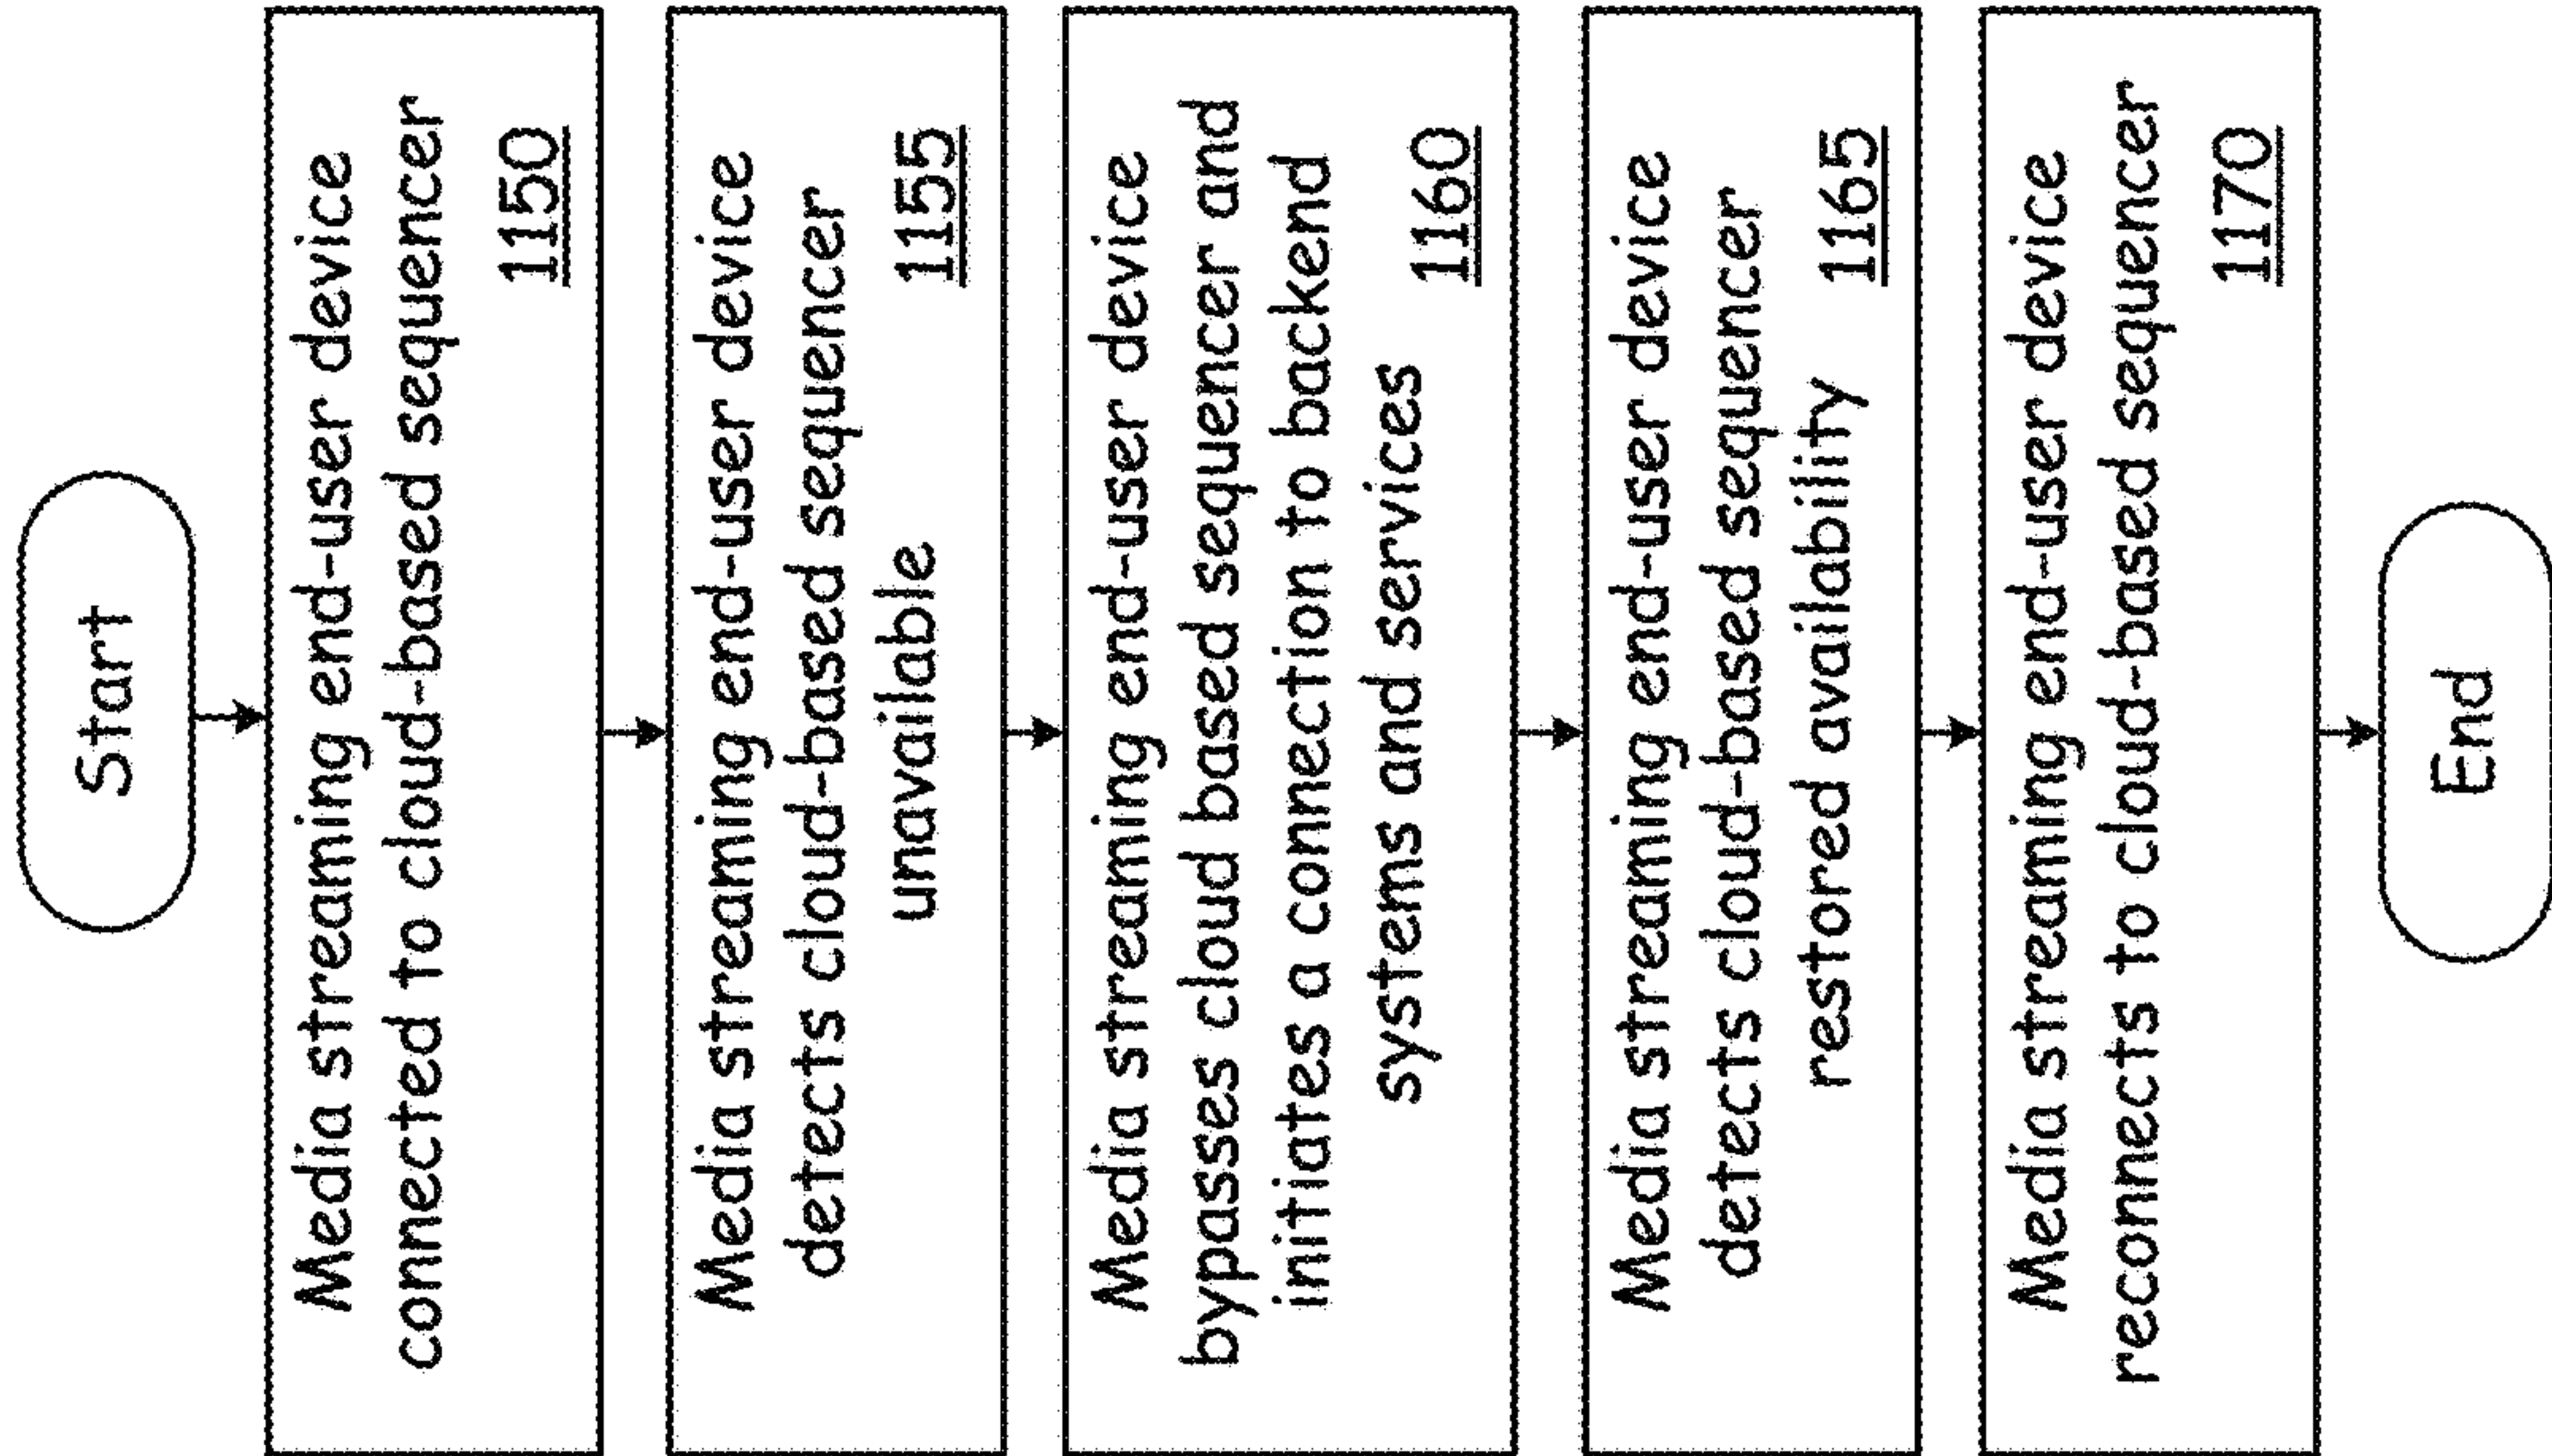 Start
Media streaming end-user device
connected to cloud-based sequencer
1150
Media streaming end-user device
detects cloud-based sequencer
unavailable
1155
Media streaming end-user device
bypasses cloud based sequencer and
initiates a connection to backend
systems and services
1160
Media streaming end-user device
detects cloud-based sequencer
restored availability
1165
Media streaming end-user device
reconnects to cloud-based sequencer
1170
End